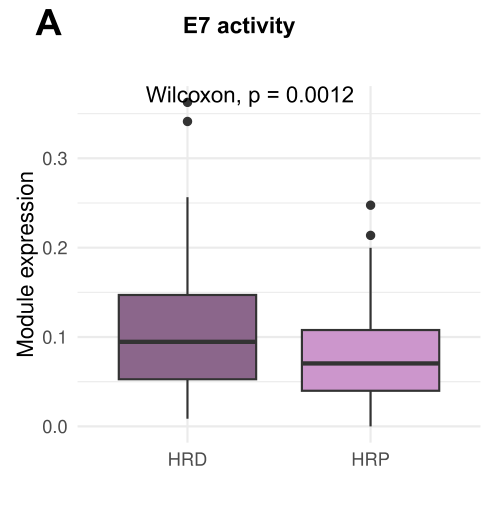 A
E7 activity
Wilcoxon, p = 0.0012
Module expression
0.3
0.2
0.1
0.0
HRD
HRP